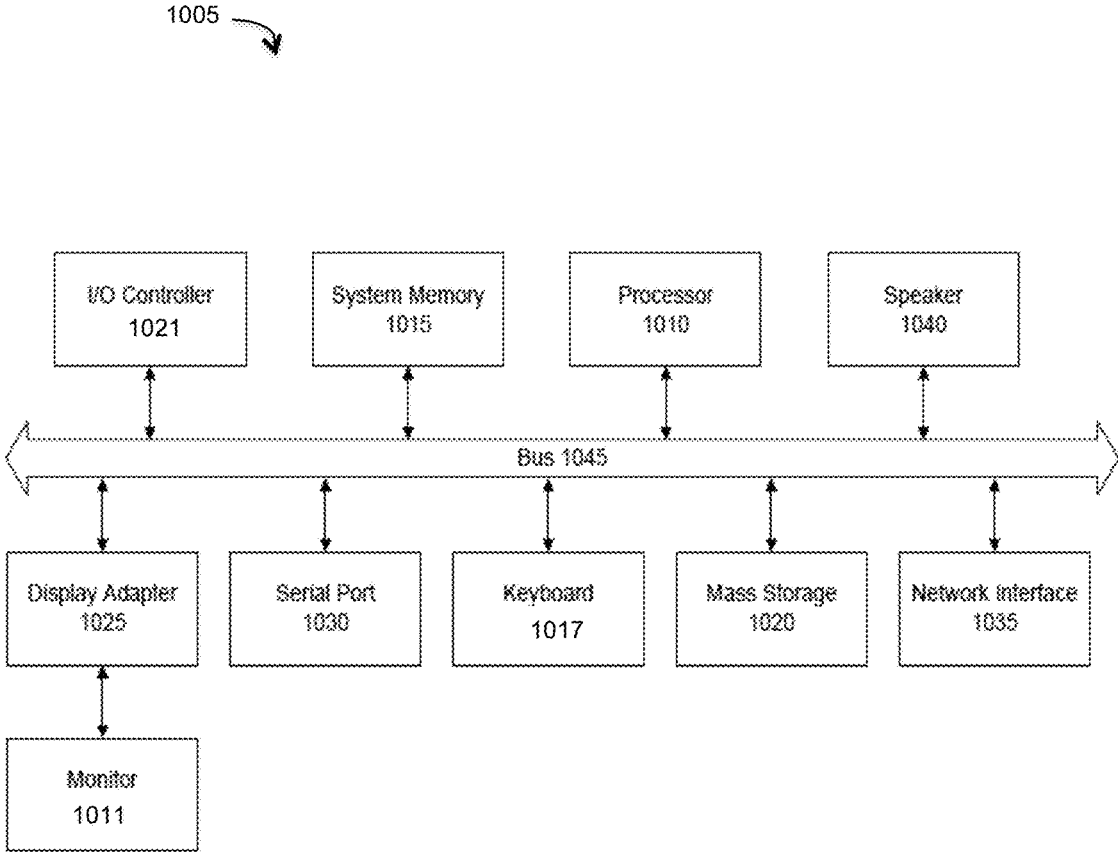 1005
I/O Controller
1021
System Memory
1015
Processor
1010
Speaker
1040
Bus 1045
Display Adapter
1025
Serial Port
1030
Keyboard
1017
Mass Storage
1020
Network Interface
1035
Monitor
1011